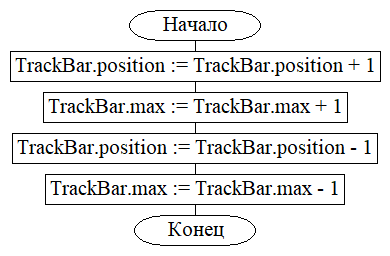 Начало
TrackBar.position := TrackBar.position + 1
TrackBar.max := TrackBar.max + 1
TrackBar.position := TrackBar.position - 1
TrackBar.max := TrackBar.max - 1
Конец